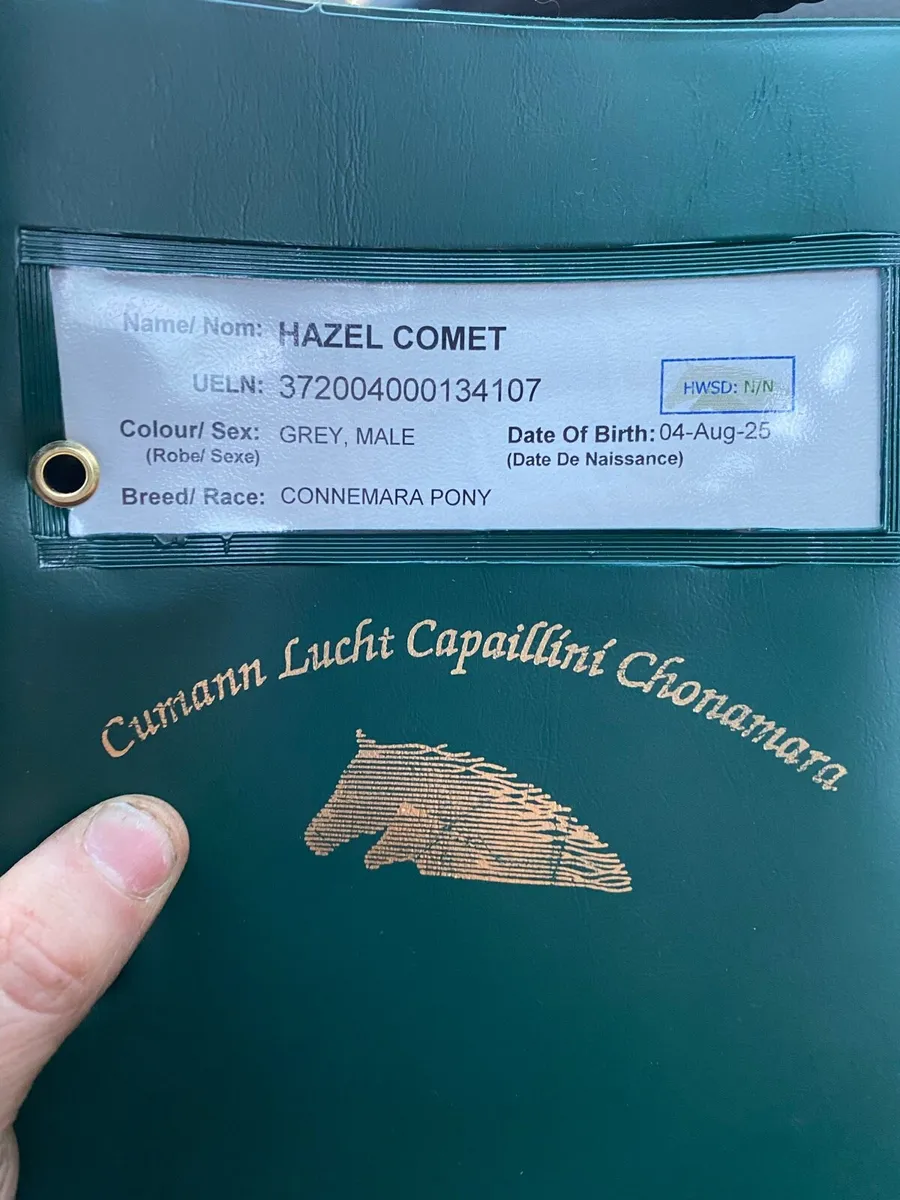 Name/ Nom: HAZEL COMET
UELN: 372004000134107
HWSD: N/N
Colour/ Sex: GREY, MALE Date Of Birth: 04-Aug-25
(Robe/ Sexe) (Date De Naissance)
Breed/ Race: CONNEMARA PONY
Cumann Lucht Capaillíní Chonamara